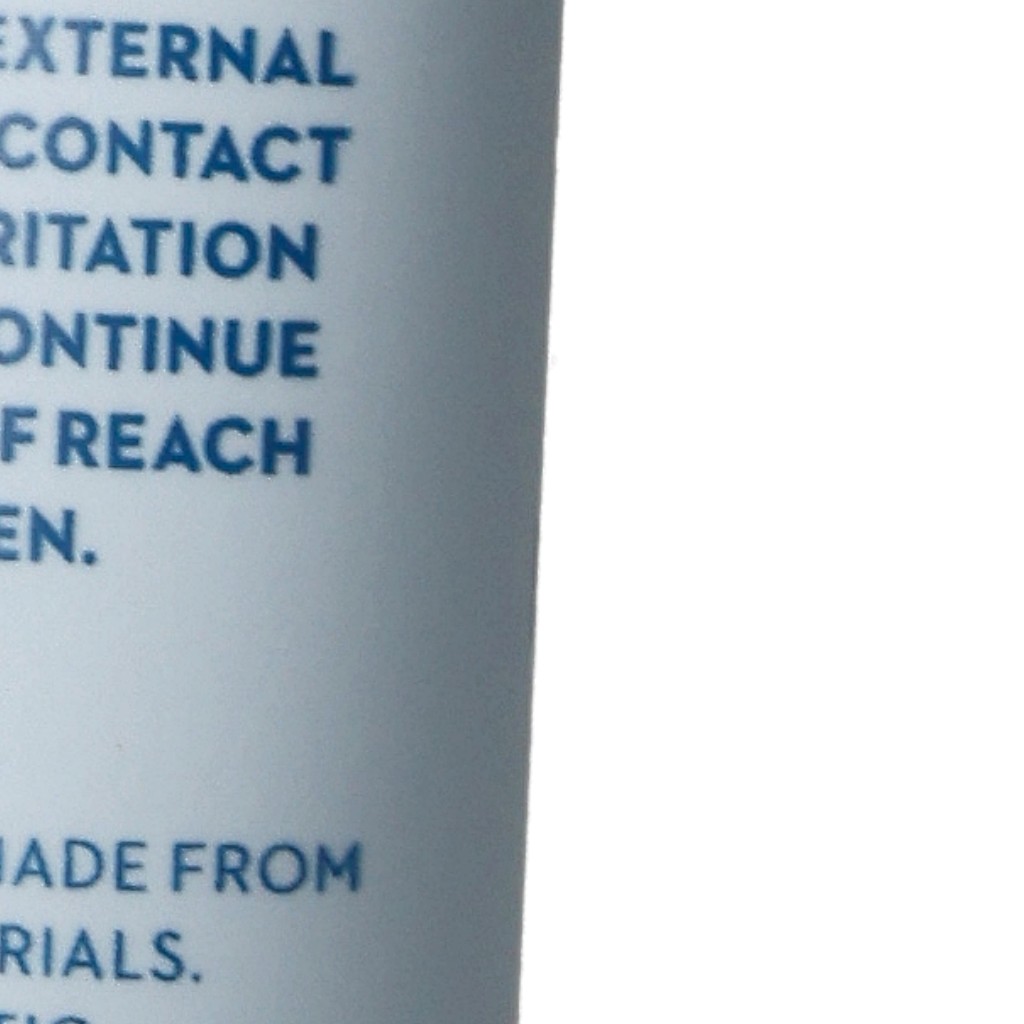 EXTERNAL
CONTACT
RITATION
ONTINUE
F REACH
EN.
MADE FROM
RIALS.